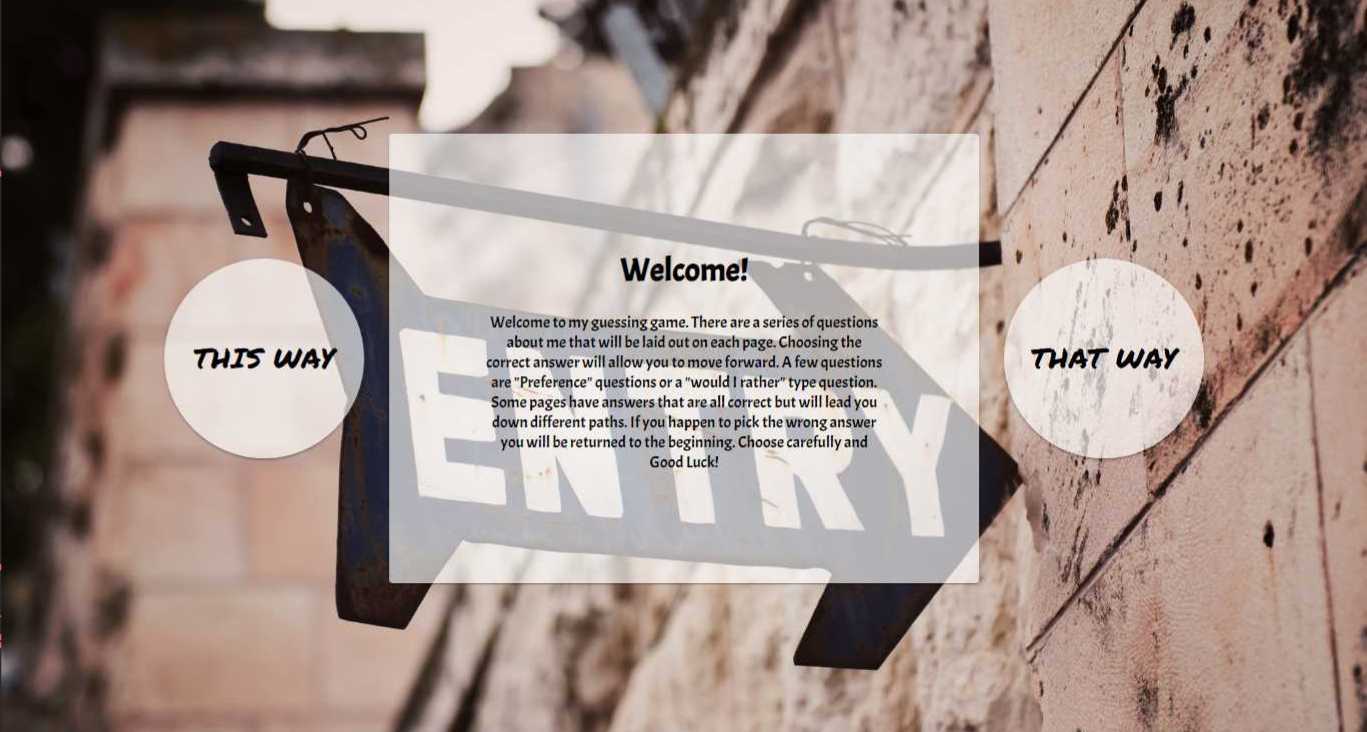 Welcome!
Welcome to my guessing game. There are a series of questions
about me that will be laid out on each page. Choosing the
correct answer will allow you to move forward. A few questions
are "Preference" questions or a "would I rather" type question.
Some pages have answers that are all correct but will lead you
down different paths. If you happen to pick the wrong answer
you will be returned to the beginning. Choose carefully and
Good Luck!
THIS WAY
THAT WAY
ENTRY